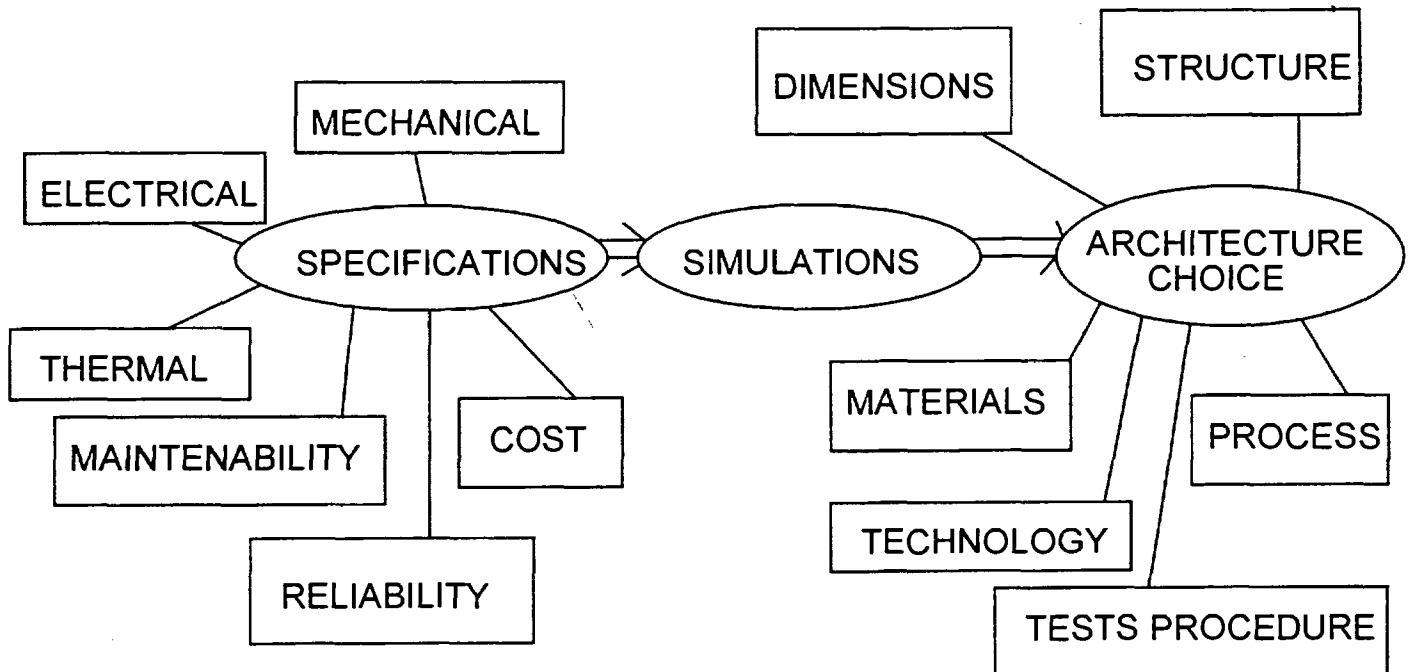 STRUCTURE
DIMENSIONS
MECHANICAL
ELECTRICAL
SPECIFICATIONS
SIMULATIONS
ARCHITECTURE
CHOICE
THERMAL
MATERIALS
COST
PROCESS
MAINTENABILITY
TECHNOLOGY
RELIABILITY
TESTS PROCEDURE